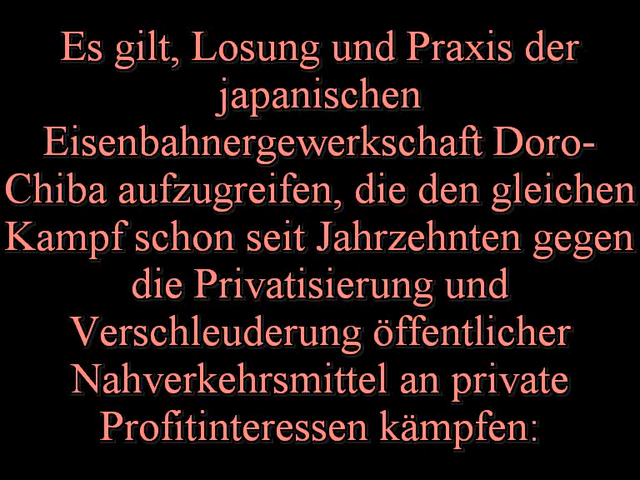 Es gilt, Losung und Praxis der
japanischen
Eisenbahnergewerkschaft Doro-
Chiba aufzugreifen, die den gleichen
Kampf schon seit Jahrzehnten gegen
die Privatisierung und
Verschleuderung öffentlicher
Nahverkehrsmittel an private
Profitinteressen kämpfen: